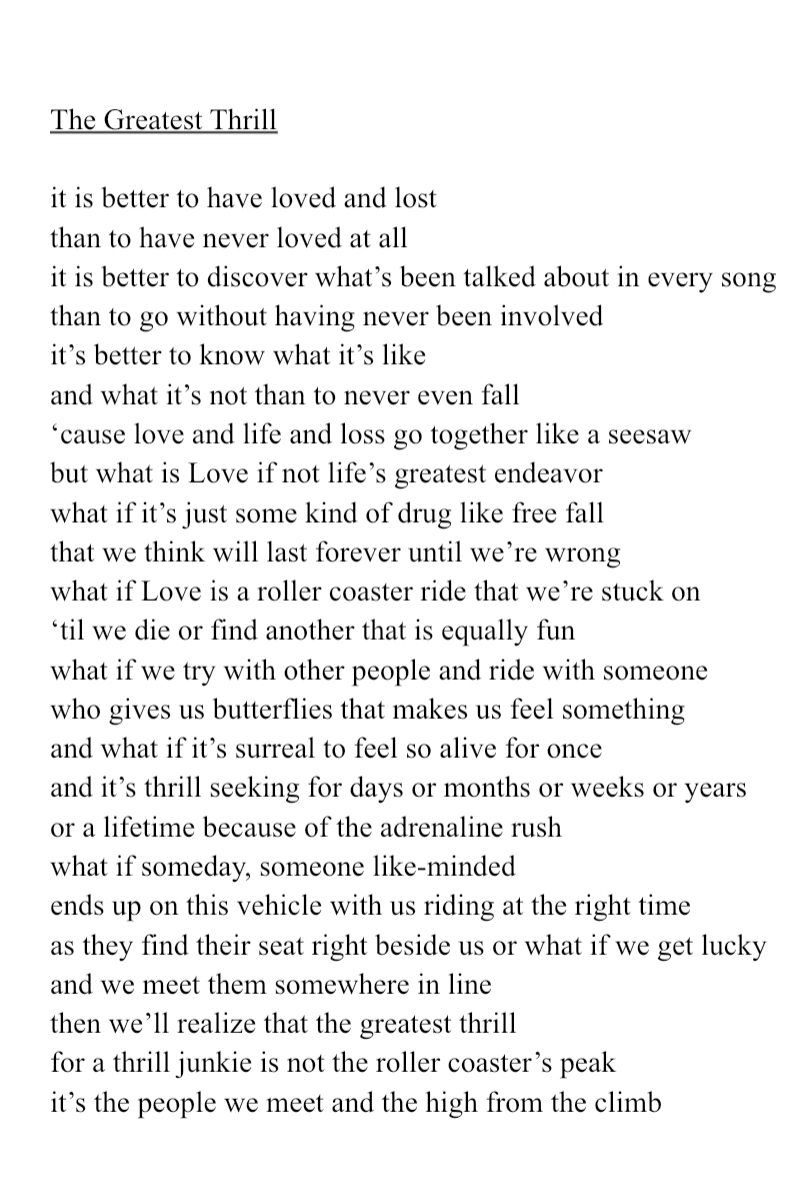 The Greatest Thrill
it is better to have loved and lost
than to have never loved at all
it is better to discover what’s been talked about in every song
than to go without having never been involved
it’s better to know what it’s like
and what it’s not than to never even fall
‘cause love and life and loss go together like a seesaw
but what is Love if not life’s greatest endeavor
what if it’s just some kind of drug like free fall
that we think will last forever until we’re wrong
what if Love is a roller coaster ride that we’re stuck on
‘til we die or find another that is equally fun
what if we try with other people and ride with someone
who gives us butterflies that makes us feel something
and what if it’s surreal to feel so alive for once
and it’s thrill seeking for days or months or weeks or years
or a lifetime because of the adrenaline rush
what if someday, someone like-minded
ends up on this vehicle with us riding at the right time
as they find their seat right beside us or what if we get lucky
and we meet them somewhere in line
then we’ll realize that the greatest thrill
for a thrill junkie is not the roller coaster’s peak
it’s the people we meet and the high from the climb